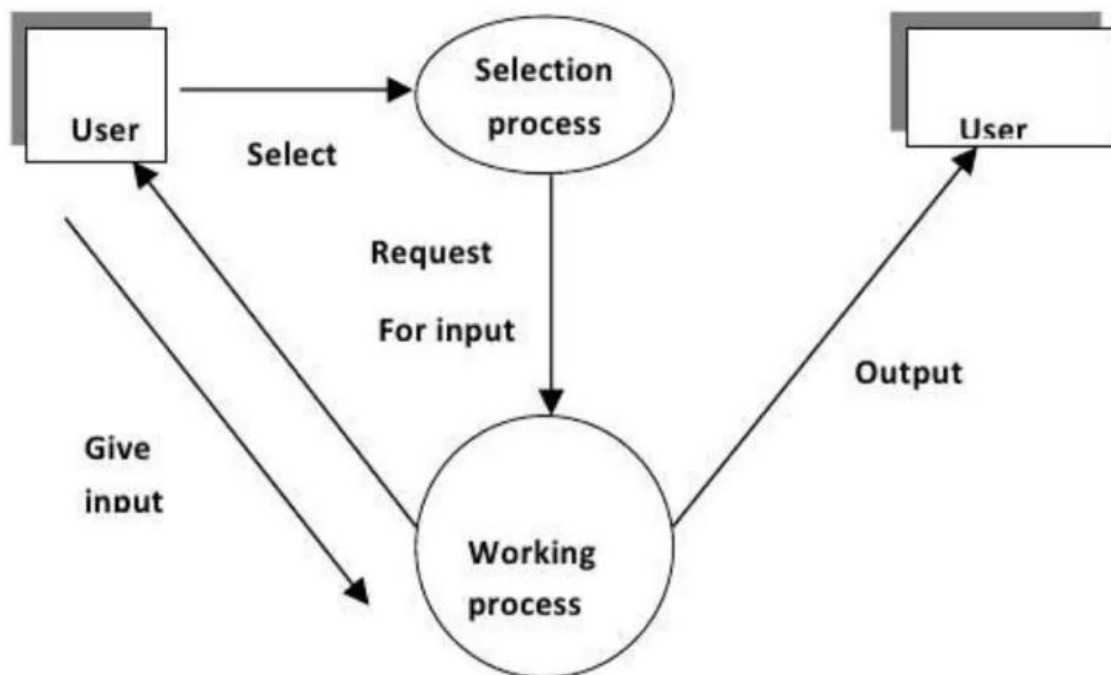 User
Select
Selection
process
User
Request
For input
Output
Give
input
Working
process